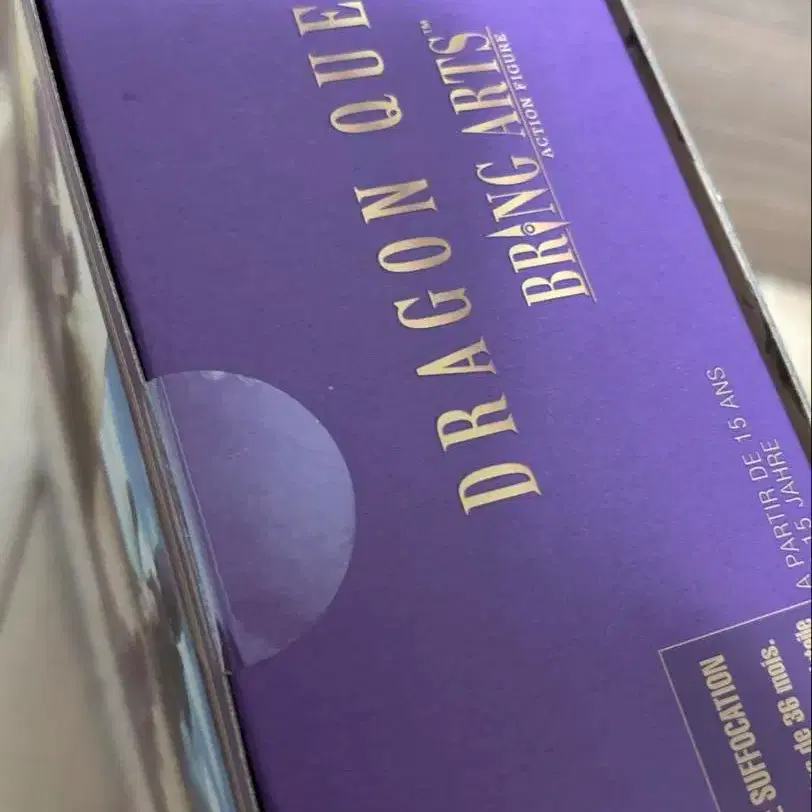 DRAGON QUE
BRING ARTS™
ACTION FIGURE
A PARTIR DE 15 ANS
15 JAHRE
SUFFOCATION
de 36 mois.